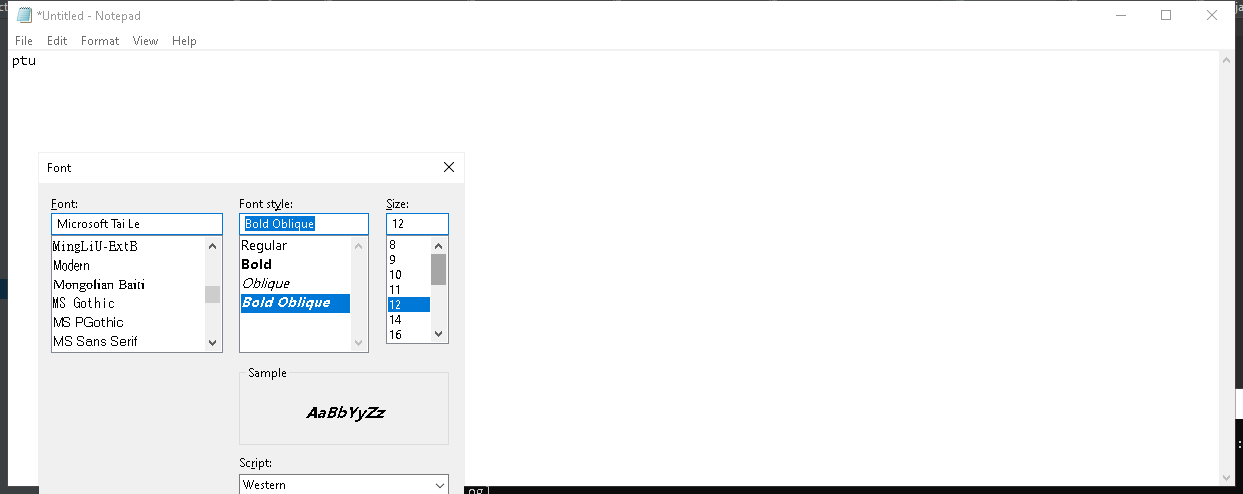 *Untitled - Notepad
File Edit Format View Help
ptu
Font
Font: Font style: Size:
Microsoft Tai Le Bold Oblique 12
MingLiU-ExtB Regular 8
Modern Bold 9
Mongolian Baiti Oblique 10
MS Gothic Bold Oblique 11
MS PGothic 12
MS Sans Serif 14
16
Sample
AaBbYyZz
Script:
Western